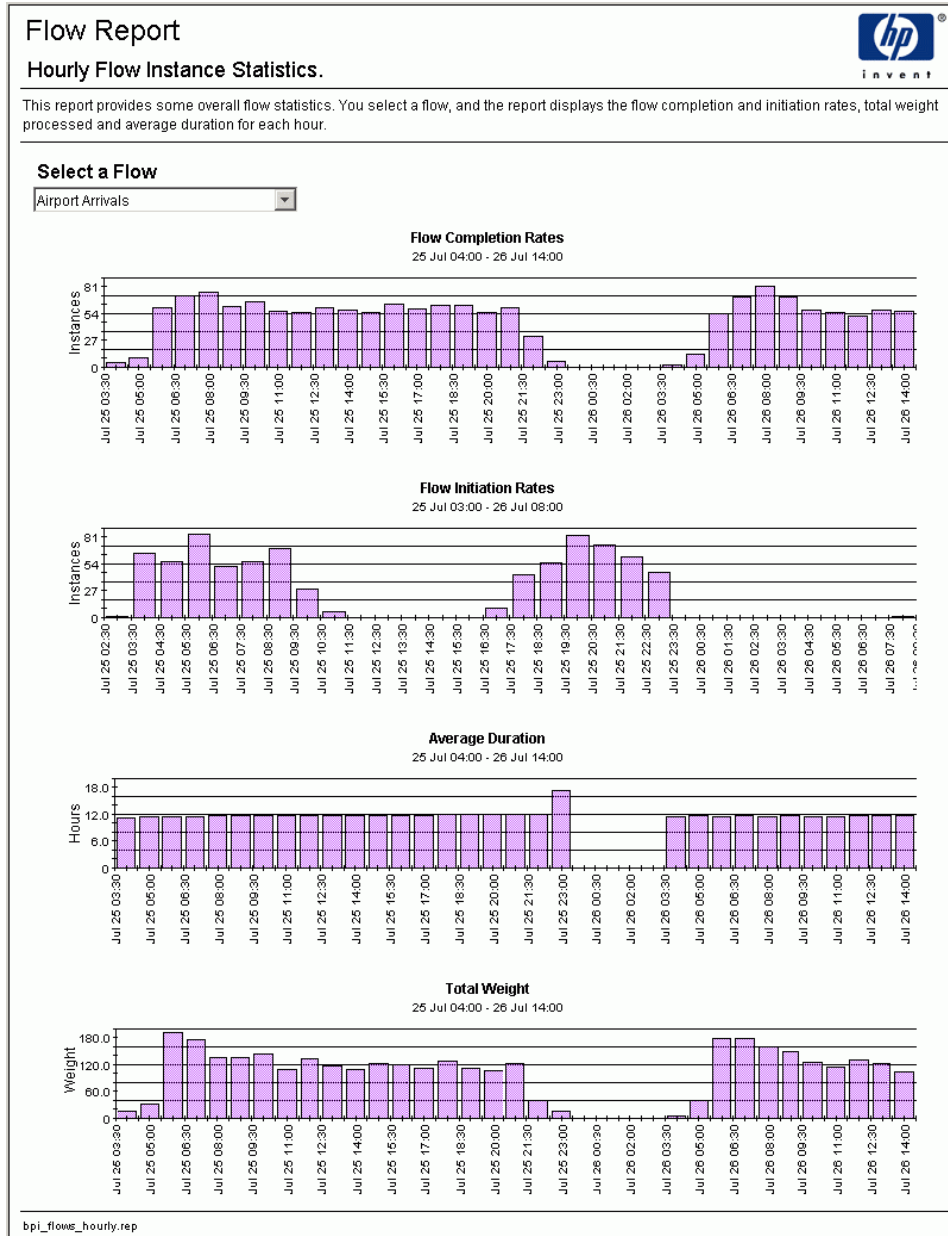 Flow Report
hp
®
invent
Hourly Flow Instance Statistics.
This report provides some overall flow statistics. You select a flow, and the report displays the flow completion and initiation rates, total weight
processed and average duration for each hour.
Select a Flow
Airport Arrivals
Flow Completion Rates
25 Jul 04:00 - 26 Jul 14:00
Instances
81
54
27
0
Jul 25 03:30
Jul 25 05:00
Jul 25 06:30
Jul 25 08:00
Jul 25 09:30
Jul 25 11:00
Jul 25 12:30
Jul 25 14:00
Jul 25 15:30
Jul 25 17:00
Jul 25 18:30
Jul 25 20:00
Jul 25 21:30
Jul 25 23:00
Jul 26 00:30
Jul 26 02:00
Jul 26 03:30
Jul 26 05:00
Jul 26 06:30
Jul 26 08:00
Jul 26 09:30
Jul 26 11:00
Jul 26 12:30
Jul 26 14:00
Flow Initiation Rates
25 Jul 03:00 - 26 Jul 08:00
Instances
81
54
27
0
Jul 25 02:30
Jul 25 03:30
Jul 25 04:30
Jul 25 05:30
Jul 25 06:30
Jul 25 07:30
Jul 25 08:30
Jul 25 09:30
Jul 25 10:30
Jul 25 11:30
Jul 25 12:30
Jul 25 13:30
Jul 25 14:30
Jul 25 15:30
Jul 25 16:30
Jul 25 17:30
Jul 25 18:30
Jul 25 19:30
Jul 25 20:30
Jul 25 21:30
Jul 25 22:30
Jul 25 23:30
Jul 26 00:30
Jul 26 01:30
Jul 26 02:30
Jul 26 03:30
Jul 26 04:30
Jul 26 05:30
Jul 26 06:30
Jul 26 07:30
Average Duration
25 Jul 04:00 - 26 Jul 14:00
Hours
18.0
12.0
6.0
0
Jul 25 03:30
Jul 25 05:00
Jul 25 06:30
Jul 25 08:00
Jul 25 09:30
Jul 25 11:00
Jul 25 12:30
Jul 25 14:00
Jul 25 15:30
Jul 25 17:00
Jul 25 18:30
Jul 25 20:00
Jul 25 21:30
Jul 25 23:00
Jul 26 00:30
Jul 26 02:00
Jul 26 03:30
Jul 26 05:00
Jul 26 06:30
Jul 26 08:00
Jul 26 09:30
Jul 26 11:00
Jul 26 12:30
Jul 26 14:00
Total Weight
25 Jul 04:00 - 26 Jul 14:00
Weight
180.0
120.0
60.0
0
Jul 25 03:30
Jul 25 05:00
Jul 25 06:30
Jul 25 08:00
Jul 25 09:30
Jul 25 11:00
Jul 25 12:30
Jul 25 14:00
Jul 25 15:30
Jul 25 17:00
Jul 25 18:30
Jul 25 20:00
Jul 25 21:30
Jul 25 23:00
Jul 26 00:30
Jul 26 02:00
Jul 26 03:30
Jul 26 05:00
Jul 26 06:30
Jul 26 08:00
Jul 26 09:30
Jul 26 11:00
Jul 26 12:30
Jul 26 14:00
bpi_flows_hourly.rep